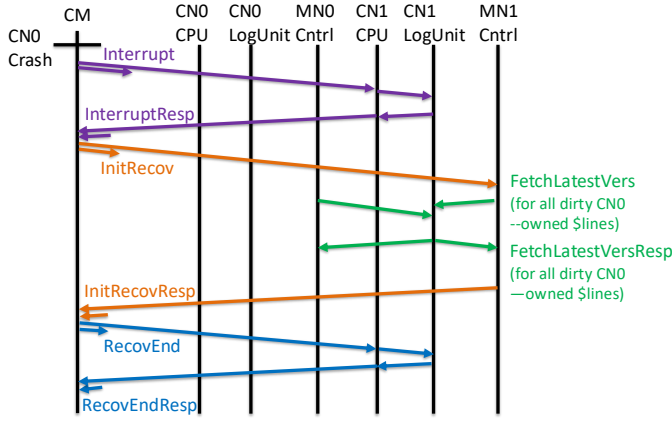 CM
CN0
CPU
CN0
LogUnit
MN0
Cntrl
CN1
CPU
CN1
LogUnit
MN1
Cntrl
CN0
Crash
Interrupt
InterruptResp
InitRecov
FetchLatestVers
(for all dirty CN0
--owned $lines)
FetchLatestVersResp
(for all dirty CN0
—owned $lines)
InitRecovResp
RecovEnd
RecovEndResp